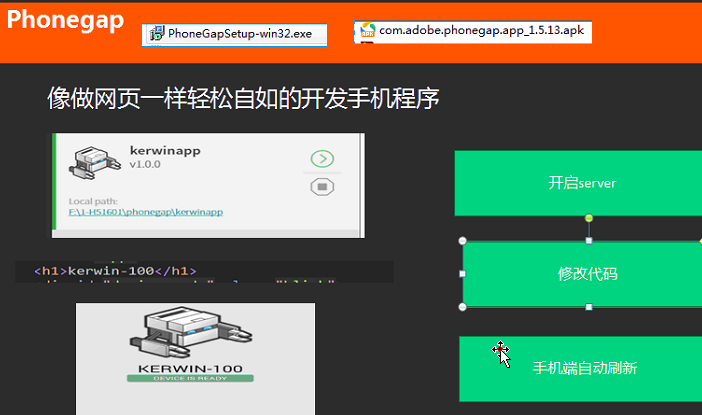 Phonegap
PhoneGapSetup-win32.exe
com.adobe.phonegap.app_1.5.13.apk
像做网页一样轻松自如的开发手机程序
kerwinapp
v1.0.0
Local path:
F:\1-H51601\phonegap\kerwinapp
开启server
修改代码
<h1>kerwin-100</h1>
KERWIN-100
DEVICE IS READY
手机端自动刷新